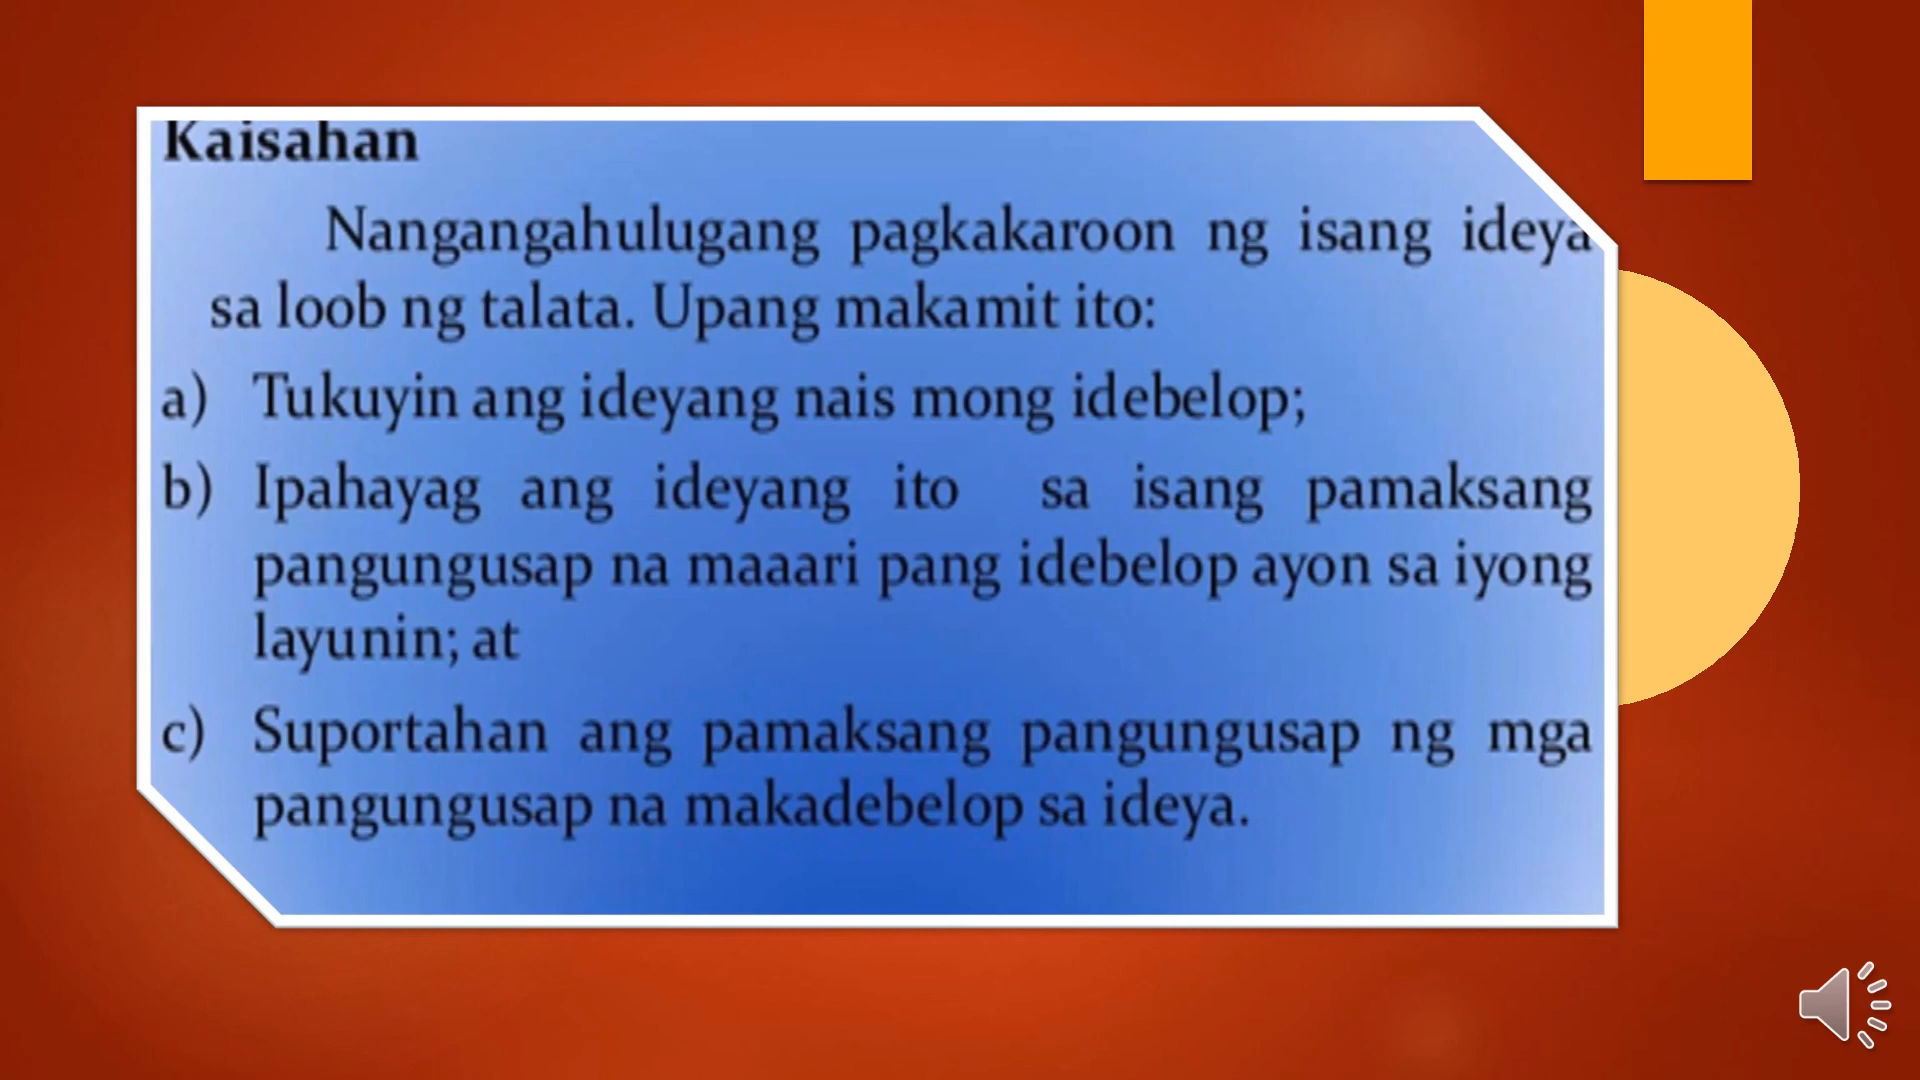 Kaisahan
Nangangahulugang pagkakaroon ng isang ideya
sa loob ng talata. Upang makamit ito:
a) Tukuyin ang ideyang nais mong idebelop;
b) Ipahayag ang ideyang ito sa isang pamaksang
pangungusap na maaari pang idebelop ayon sa iyong
layunin; at
c) Suportahan ang pamaksang pangungusap ng mga
pangungusap na makadebelop sa ideya.